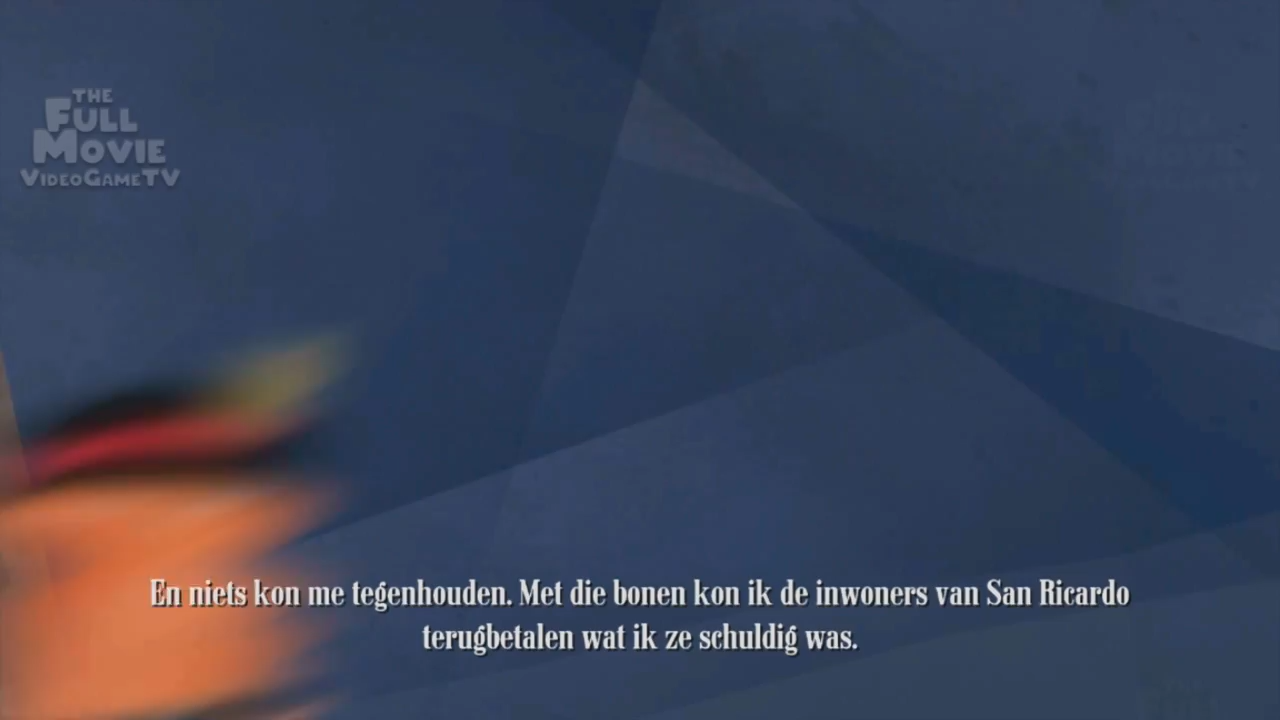 THE
FULL
MOVIE
VIDEOGAMETV
En niets kon me tegenhouden. Met die bonen kon ik de inwoners van San Ricardo
terugbetalen wat ik ze schuldig was.